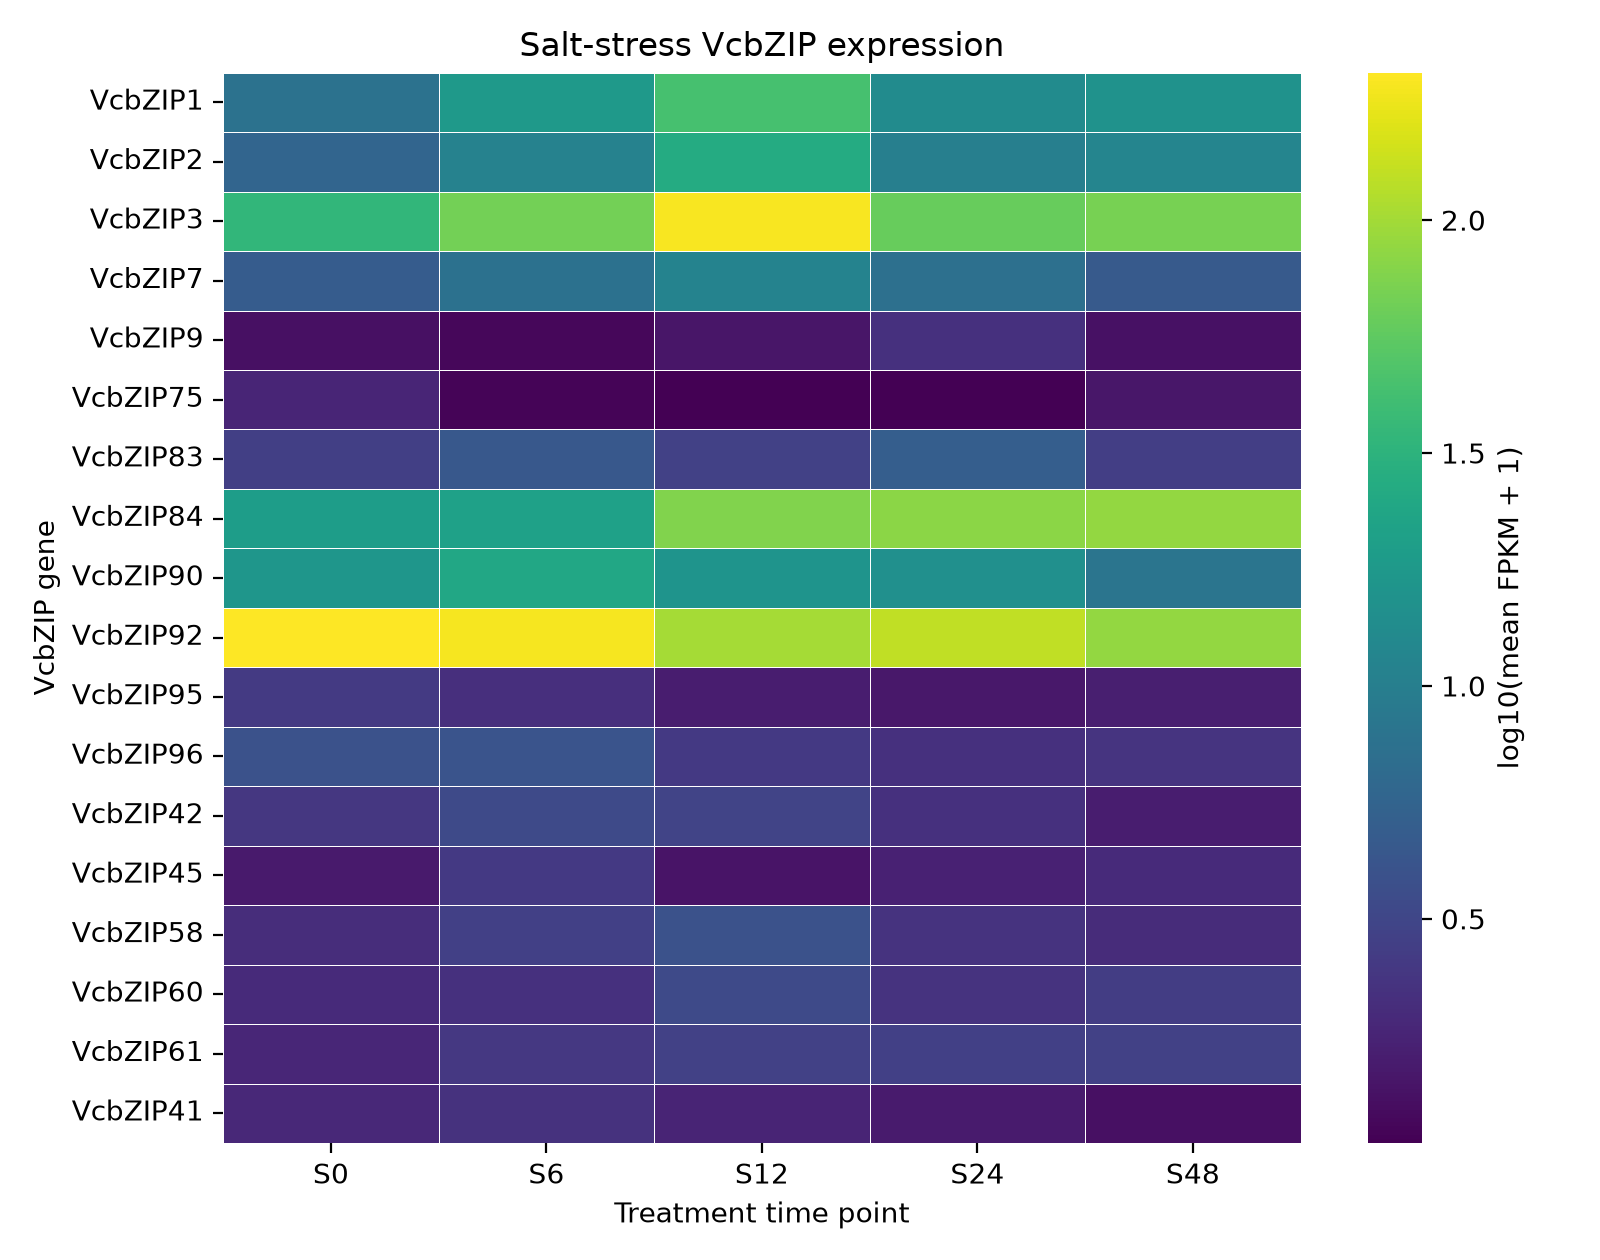 Salt-stress VcbZIP expression
VcbZIP1
VcbZIP2
VcbZIP3
VcbZIP7
VcbZIP9
VcbZIP75
VcbZIP83
VcbZIP84
VcbZIP90
VcbZIP92
VcbZIP95
VcbZIP96
VcbZIP42
VcbZIP45
VcbZIP58
VcbZIP60
VcbZIP61
VcbZIP41
VcbZIP gene
S0 S6 S12 S24 S48
Treatment time point
2.0
1.5
1.0
0.5
log10(mean FPKM + 1)